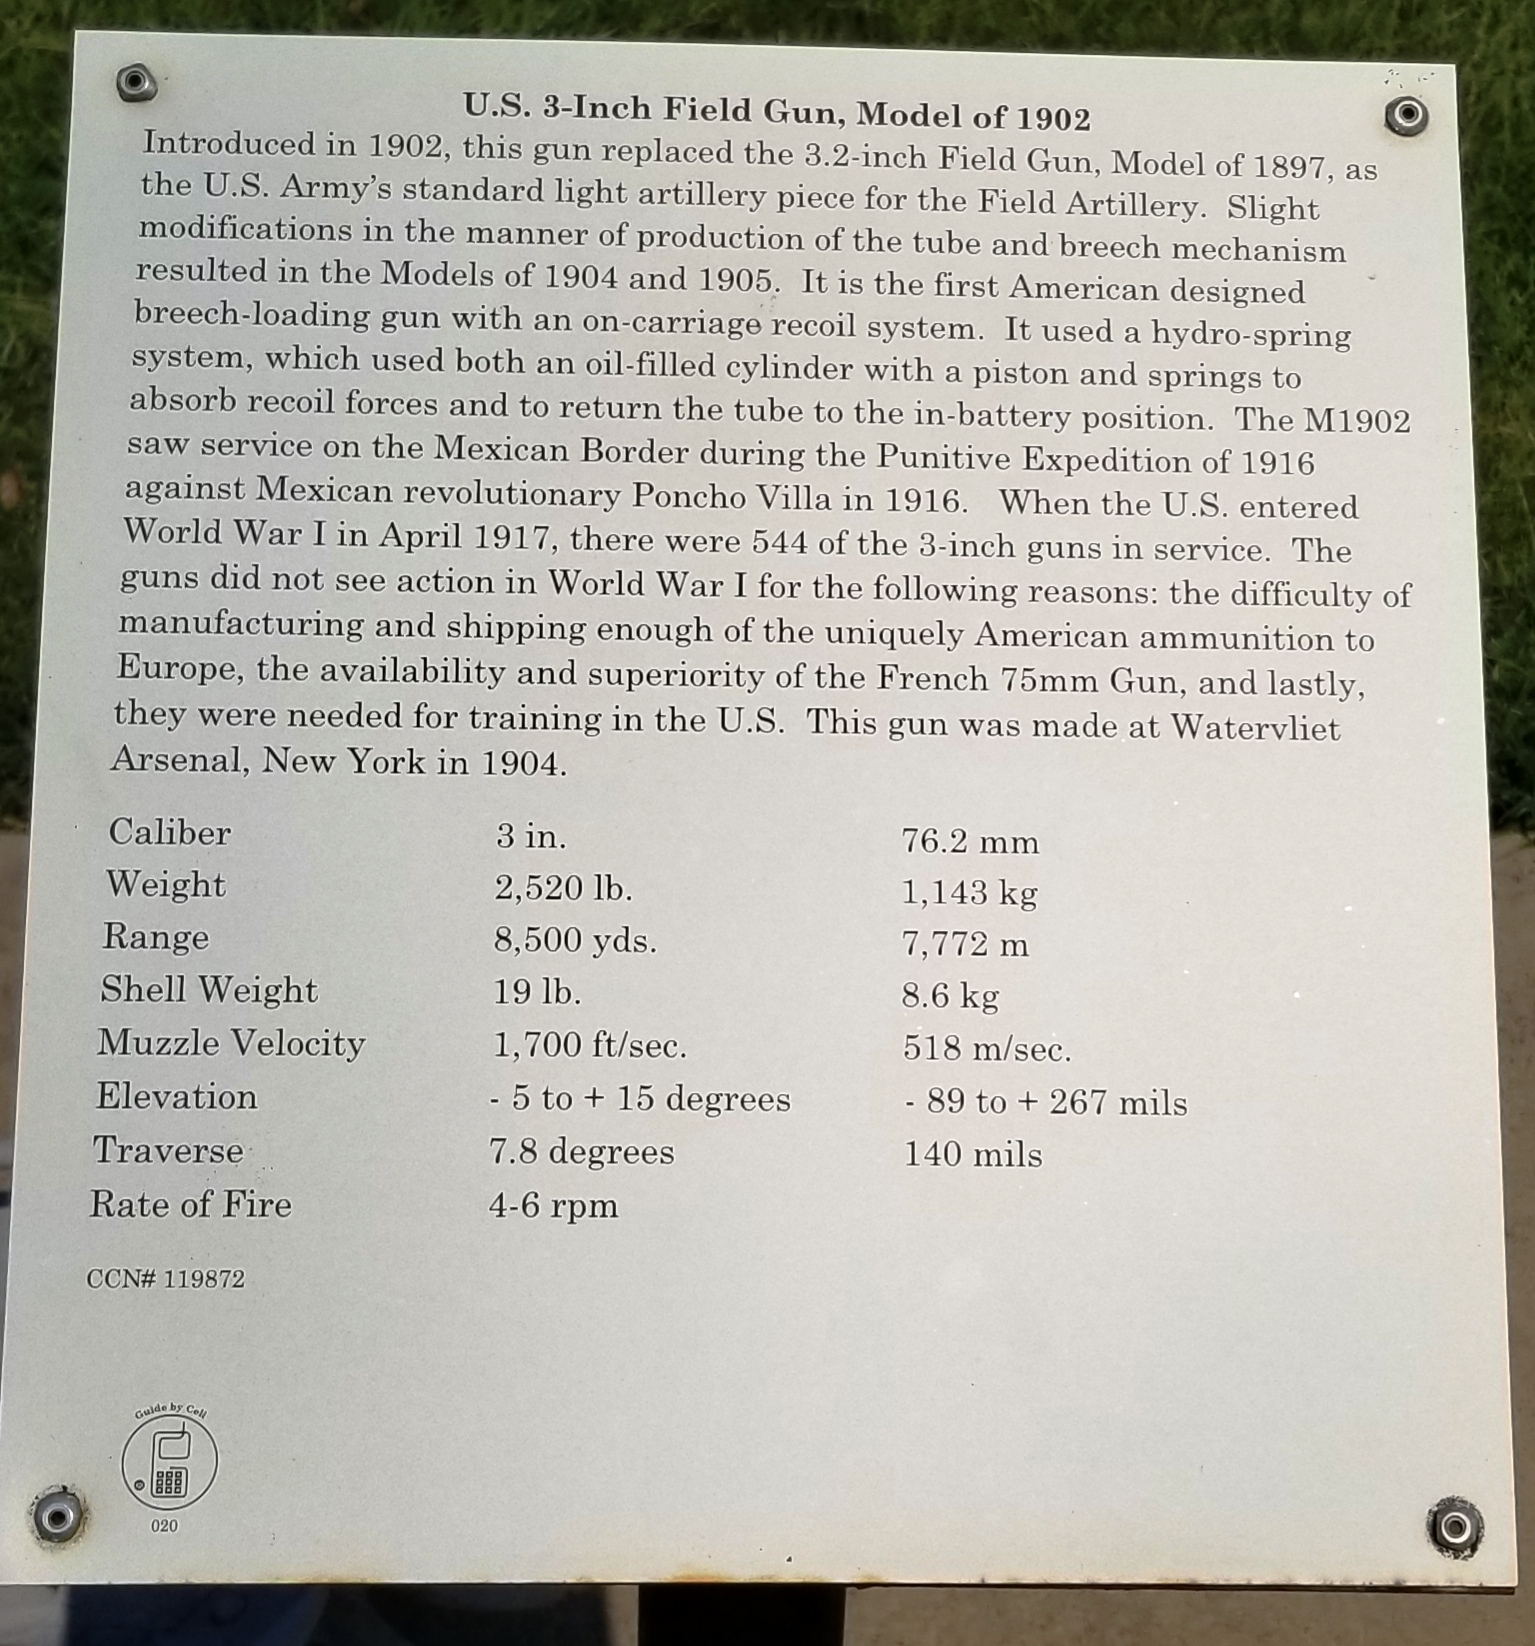 U.S. 3-Inch Field Gun, Model of 1902
Introduced in 1902, this gun replaced the 3.2-inch Field Gun, Model of 1897, as
the U.S. Army's standard light artillery piece for the Field Artillery.  Slight
modifications in the manner of production of the tube and breech mechanism
resulted in the Models of 1904 and 1905.  It is the first American designed
breech-loading gun with an on-carriage recoil system.  It used a hydro-spring
system, which used both an oil-filled cylinder with a piston and springs to
absorb recoil forces and to return the tube to the in-battery position.  The M1902
saw service on the Mexican Border during the Punitive Expedition of 1916
against Mexican revolutionary Poncho Villa in 1916.   When the U.S. entered
World War I in April 1917, there were 544 of the 3-inch guns in service.  The
guns did not see action in World War I for the following reasons: the difficulty of
manufacturing and shipping enough of the uniquely American ammunition to
Europe, the availability and superiority of the French 75mm Gun, and lastly,
they were needed for training in the U.S.  This gun was made at Watervliet
Arsenal, New York in 1904.
Caliber 3 in. 76.2 mm
Weight 2,520 lb. 1,143 kg
Range 8,500 yds. 7,772 m
Shell Weight 19 lb. 8.6 kg
Muzzle Velocity 1,700 ft/sec. 518 m/sec.
Elevation - 5 to + 15 degrees - 89 to + 267 mils
Traverse 7.8 degrees 140 mils
Rate of Fire 4-6 rpm
CCN# 119872
Guide by Cell
020